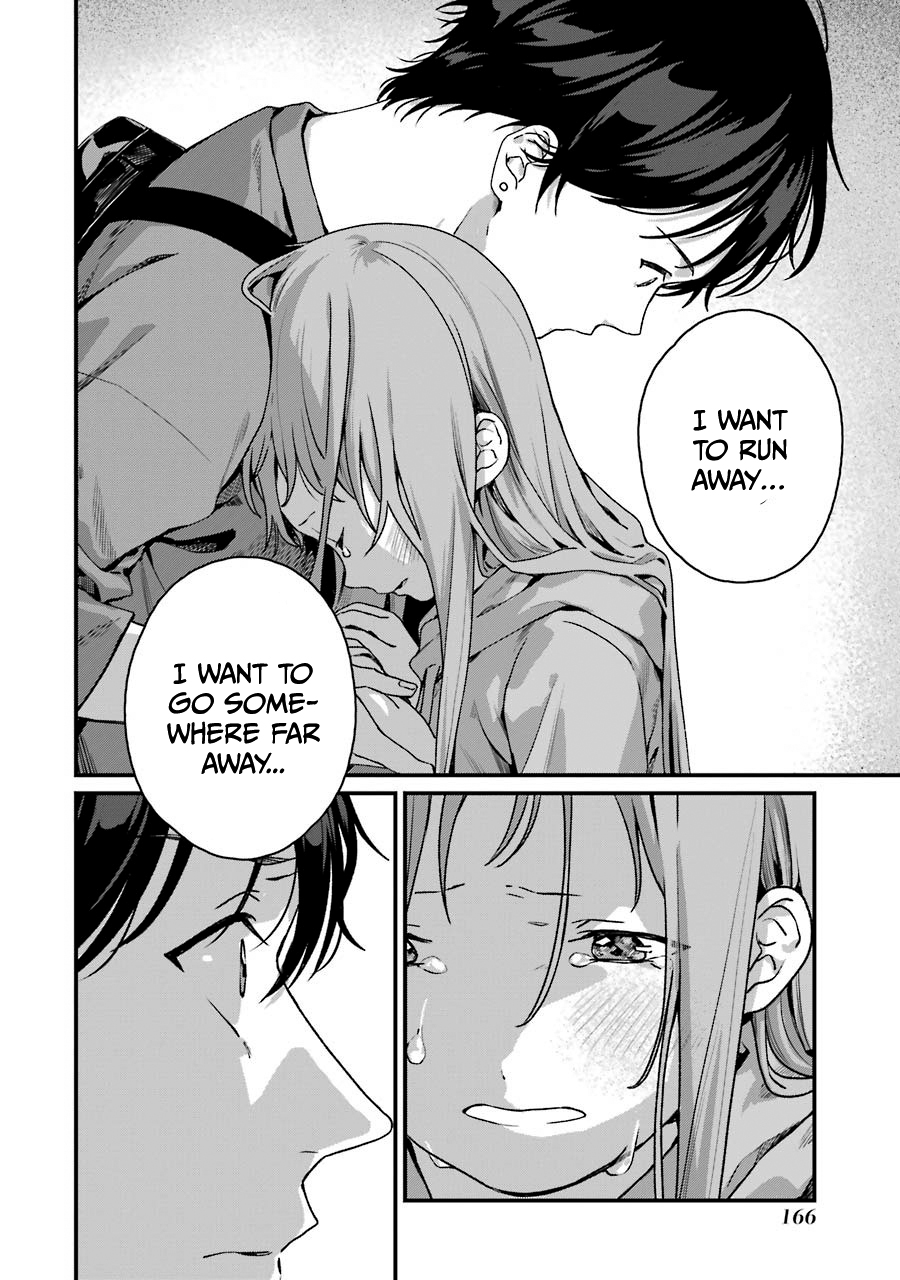 I WANT
TO RUN
AWAY...
I WANT TO
GO SOME-
WHERE FAR
AWAY...
166